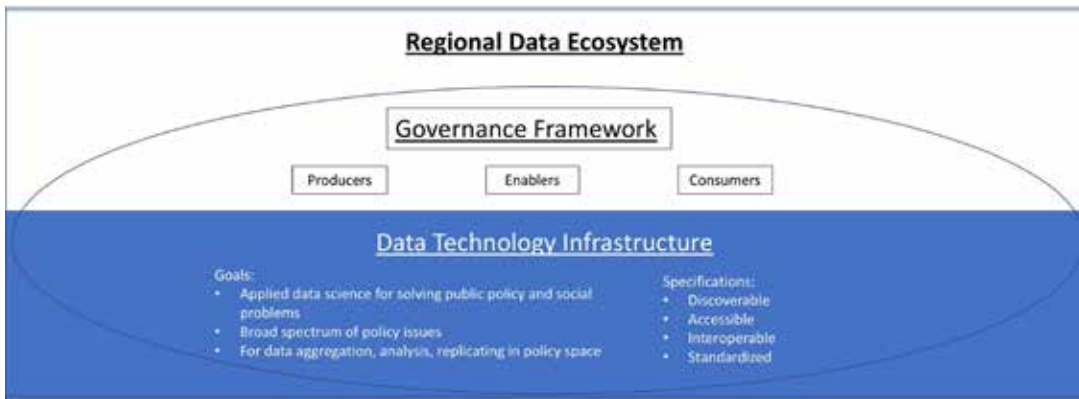 Regional Data Ecosystem
Governance Framework
Producers
Enablers
Consumers
Data Technology Infrastructure
Goals:
• Applied data science for solving public policy and social
problems
• Broad spectrum of policy issues
• For data aggregation, analysis, replicating in policy space
Specifications:
• Discoverable
• Accessible
• Interoperable
• Standardized